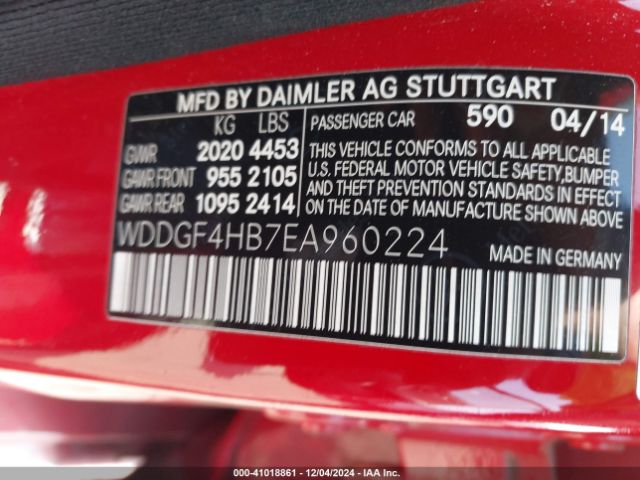 MFD BY DAIMLER AG STUTTGART
KG LBS
GVWR 2020 4453
GAWR FRONT 955 2105
GAWR REAR 1095 2414
PASSENGER CAR 590 04/14
THIS VEHICLE CONFORMS TO ALL APPLICABLE
U.S. FEDERAL MOTOR VEHICLE SAFETY,BUMPER
AND THEFT PREVENTION STANDARDS IN EFFECT
ON THE DATE OF MANUFACTURE SHOWN ABOVE
WDDGF4HB7EA960224
MADE IN GERMANY
000-41018861 - 12/04/2024 - IAA Inc.